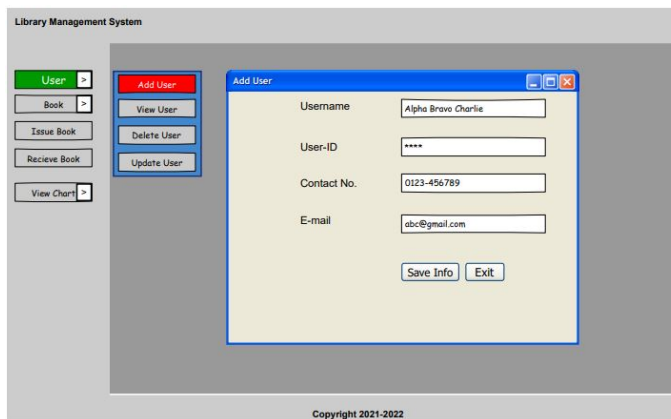 Library Management System
User >
Book >
Issue Book
Recieve Book
View Chart >
Add User
View User
Delete User
Update User
Add User
Username Alpha Bravo Charlie
User-ID ****
Contact No. 0123-456789
E-mail abc@gmail.com
Save Info Exit
Copyright 2021-2022